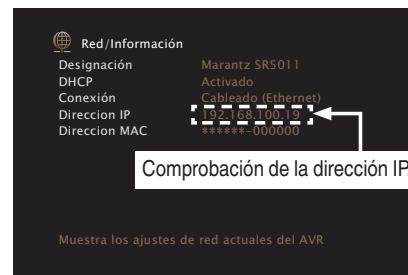 Red/Información
Designación Marantz SR5011
DHCP Activado
Conexión Cableado (Ethernet)
Direccion IP 192.168.100.19
Direccion MAC ******-000000
Comprobación de la dirección IP.
Muestra los ajustes de red actuales del AVR